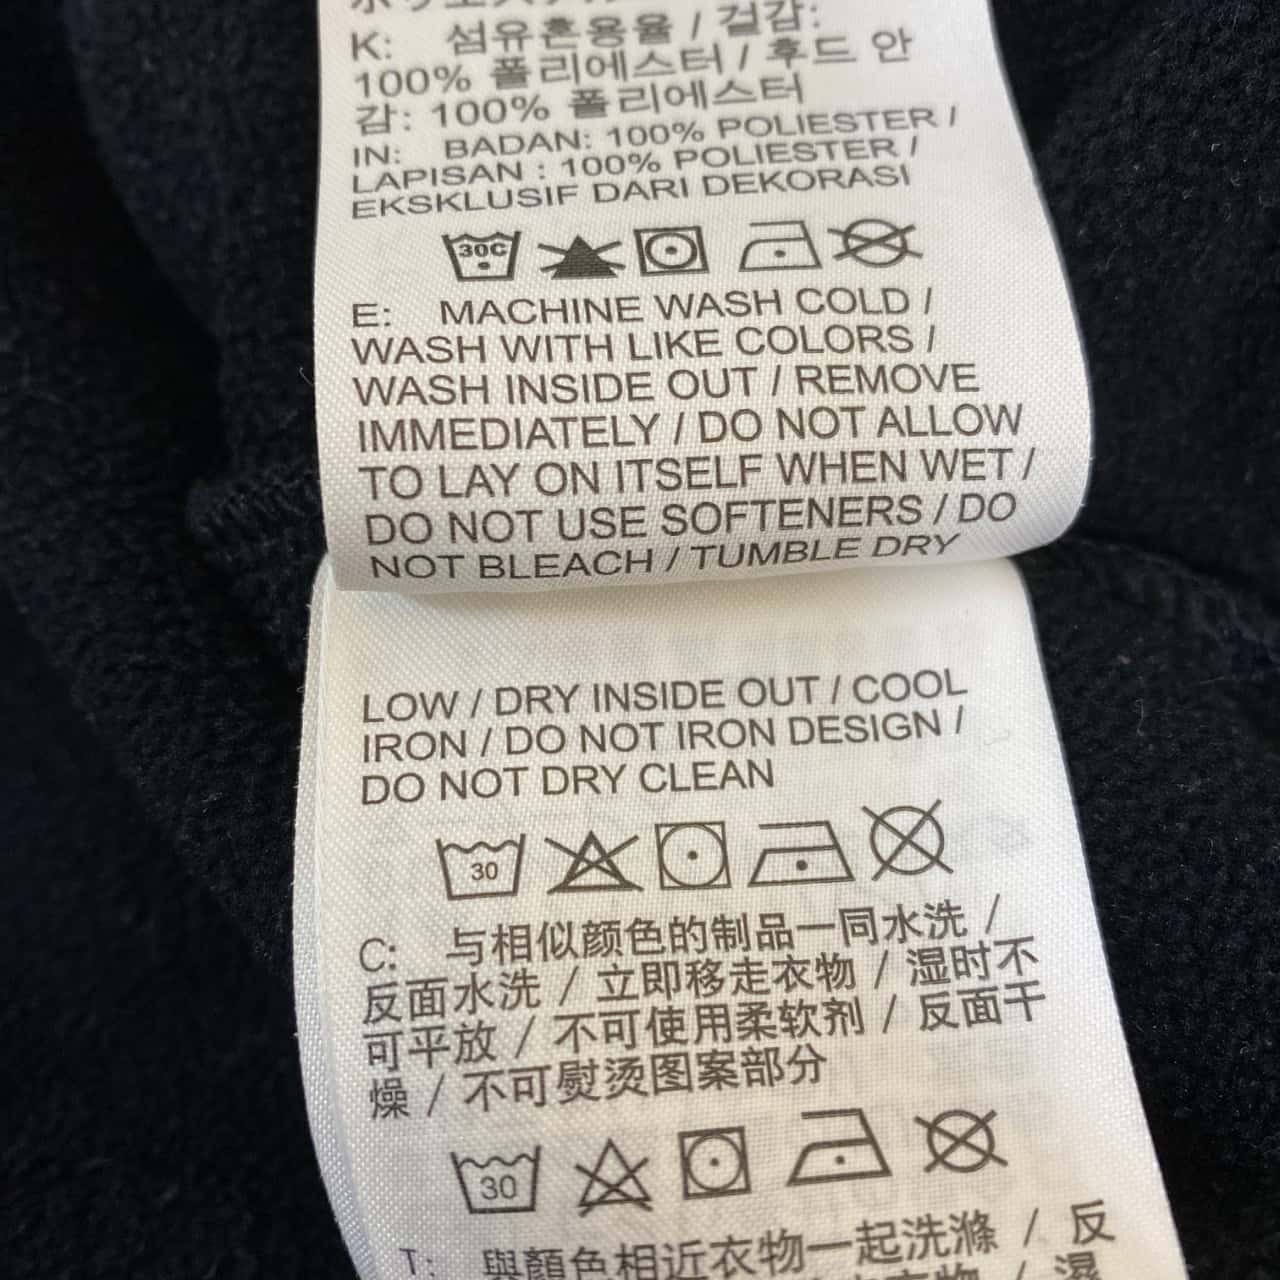 K: 섬유혼용율 / 겉감:
100% 폴리에스터 / 후드 안
감: 100% 폴리에스터
IN: BADAN: 100% POLIESTER /
LAPISAN : 100% POLIESTER /
EKSKLUSIF DARI DEKORASI
30C
E: MACHINE WASH COLD /
WASH WITH LIKE COLORS /
WASH INSIDE OUT / REMOVE
IMMEDIATELY / DO NOT ALLOW
TO LAY ON ITSELF WHEN WET /
DO NOT USE SOFTENERS / DO
NOT BLEACH / TUMBLE DRY
LOW / DRY INSIDE OUT / COOL
IRON / DO NOT IRON DESIGN /
DO NOT DRY CLEAN
30
C: 与相似颜色的制品一同水洗 /
反面水洗 / 立即移走衣物 / 湿时不
可平放 / 不可使用柔软剂 / 反面干
燥 / 不可熨烫图案部分
30
T: 與顏色相近衣物一起洗滌 / 反